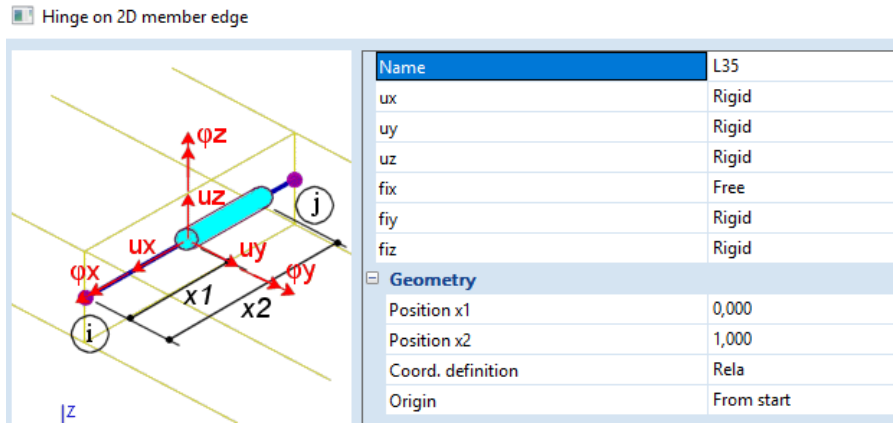 Hinge on 2D member edge
φz
uz
j
ux
uy
φx
φy
x1
x2
i
z
Name L35
ux Rigid
uy Rigid
uz Rigid
fix Free
fiy Rigid
fiz Rigid
Geometry
Position x1 0,000
Position x2 1,000
Coord. definition Rela
Origin From start